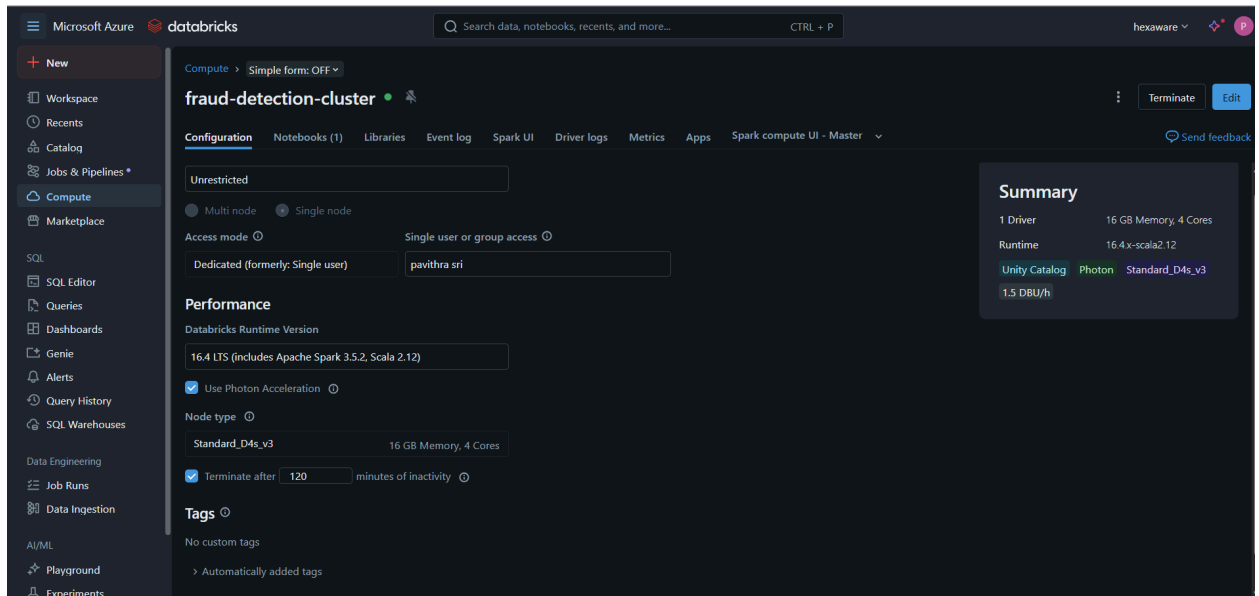 Microsoft Azure databricks
Search data, notebooks, recents, and more... CTRL + P
hexaware
P
New
Workspace
Recents
Catalog
Jobs & Pipelines
Compute
Marketplace
SQL
SQL Editor
Queries
Dashboards
Genie
Alerts
Query History
SQL Warehouses
Data Engineering
Job Runs
Data Ingestion
AI/ML
Playground
Experiments
Compute > Simple form: OFF
fraud-detection-cluster
Terminate Edit
Configuration Notebooks (1) Libraries Event log Spark UI Driver logs Metrics Apps Spark compute UI - Master
Send feedback
Unrestricted
Multi node Single node
Access mode Single user or group access
Dedicated (formerly: Single user) pavithra sri
Performance
Databricks Runtime Version
16.4 LTS (includes Apache Spark 3.5.2, Scala 2.12)
Use Photon Acceleration
Node type
Standard_D4s_v3 16 GB Memory, 4 Cores
Terminate after 120 minutes of inactivity
Tags
No custom tags
> Automatically added tags
Summary
1 Driver 16 GB Memory, 4 Cores
Runtime 16.4.x-scala2.12
Unity Catalog Photon Standard_D4s_v3
1.5 DBU/h